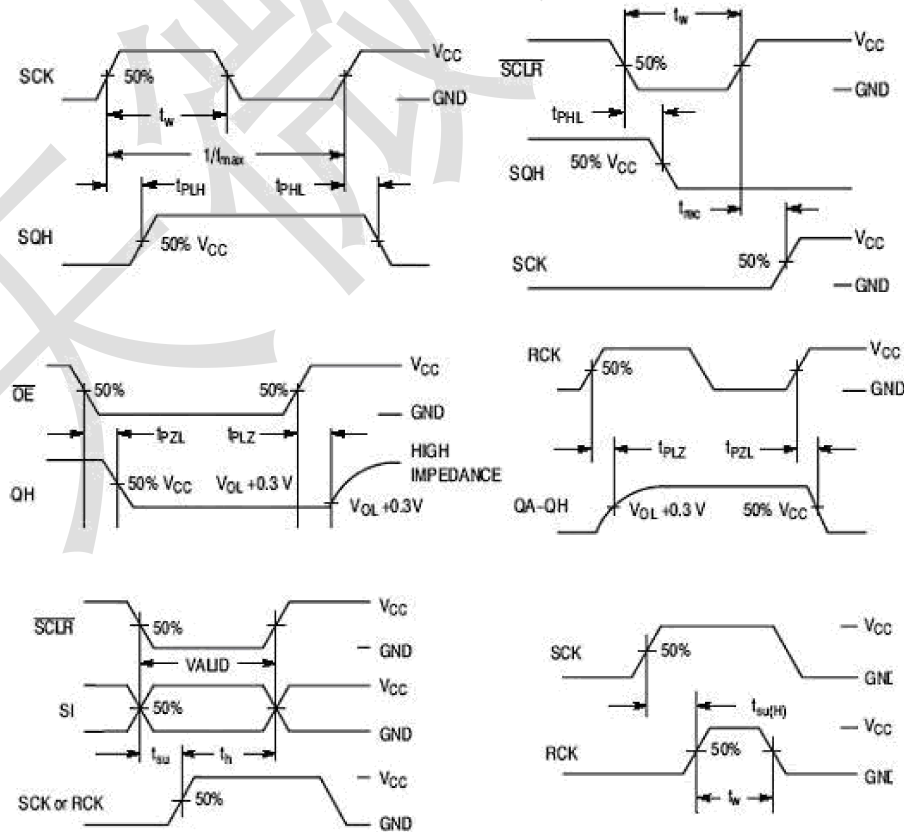 SCK
50%
VCC
GND
tw
1/fmax
tPLH
tPHL
SQH
50% VCC
tw
SCLR
50%
VCC
GND
tPHL
50% VCC
SQH
trec
SCK
50%
VCC
GND
OE
50%
50%
VCC
GND
tPZL
tPLZ
HIGH
IMPEDANCE
QH
50% VCC
VOL +0.3 V
VOL +0.3V
RCK
50%
VCC
GND
tPLZ
tPZL
QA-QH
VOL +0.3 V
50% VCC
SCLR
50%
VCC
GND
VALID
SI
50%
VCC
GND
tsu
th
SCK or RCK
50%
VCC
GND
SCK
50%
VCC
GND
tsu(H)
RCK
50%
VCC
GND
tw